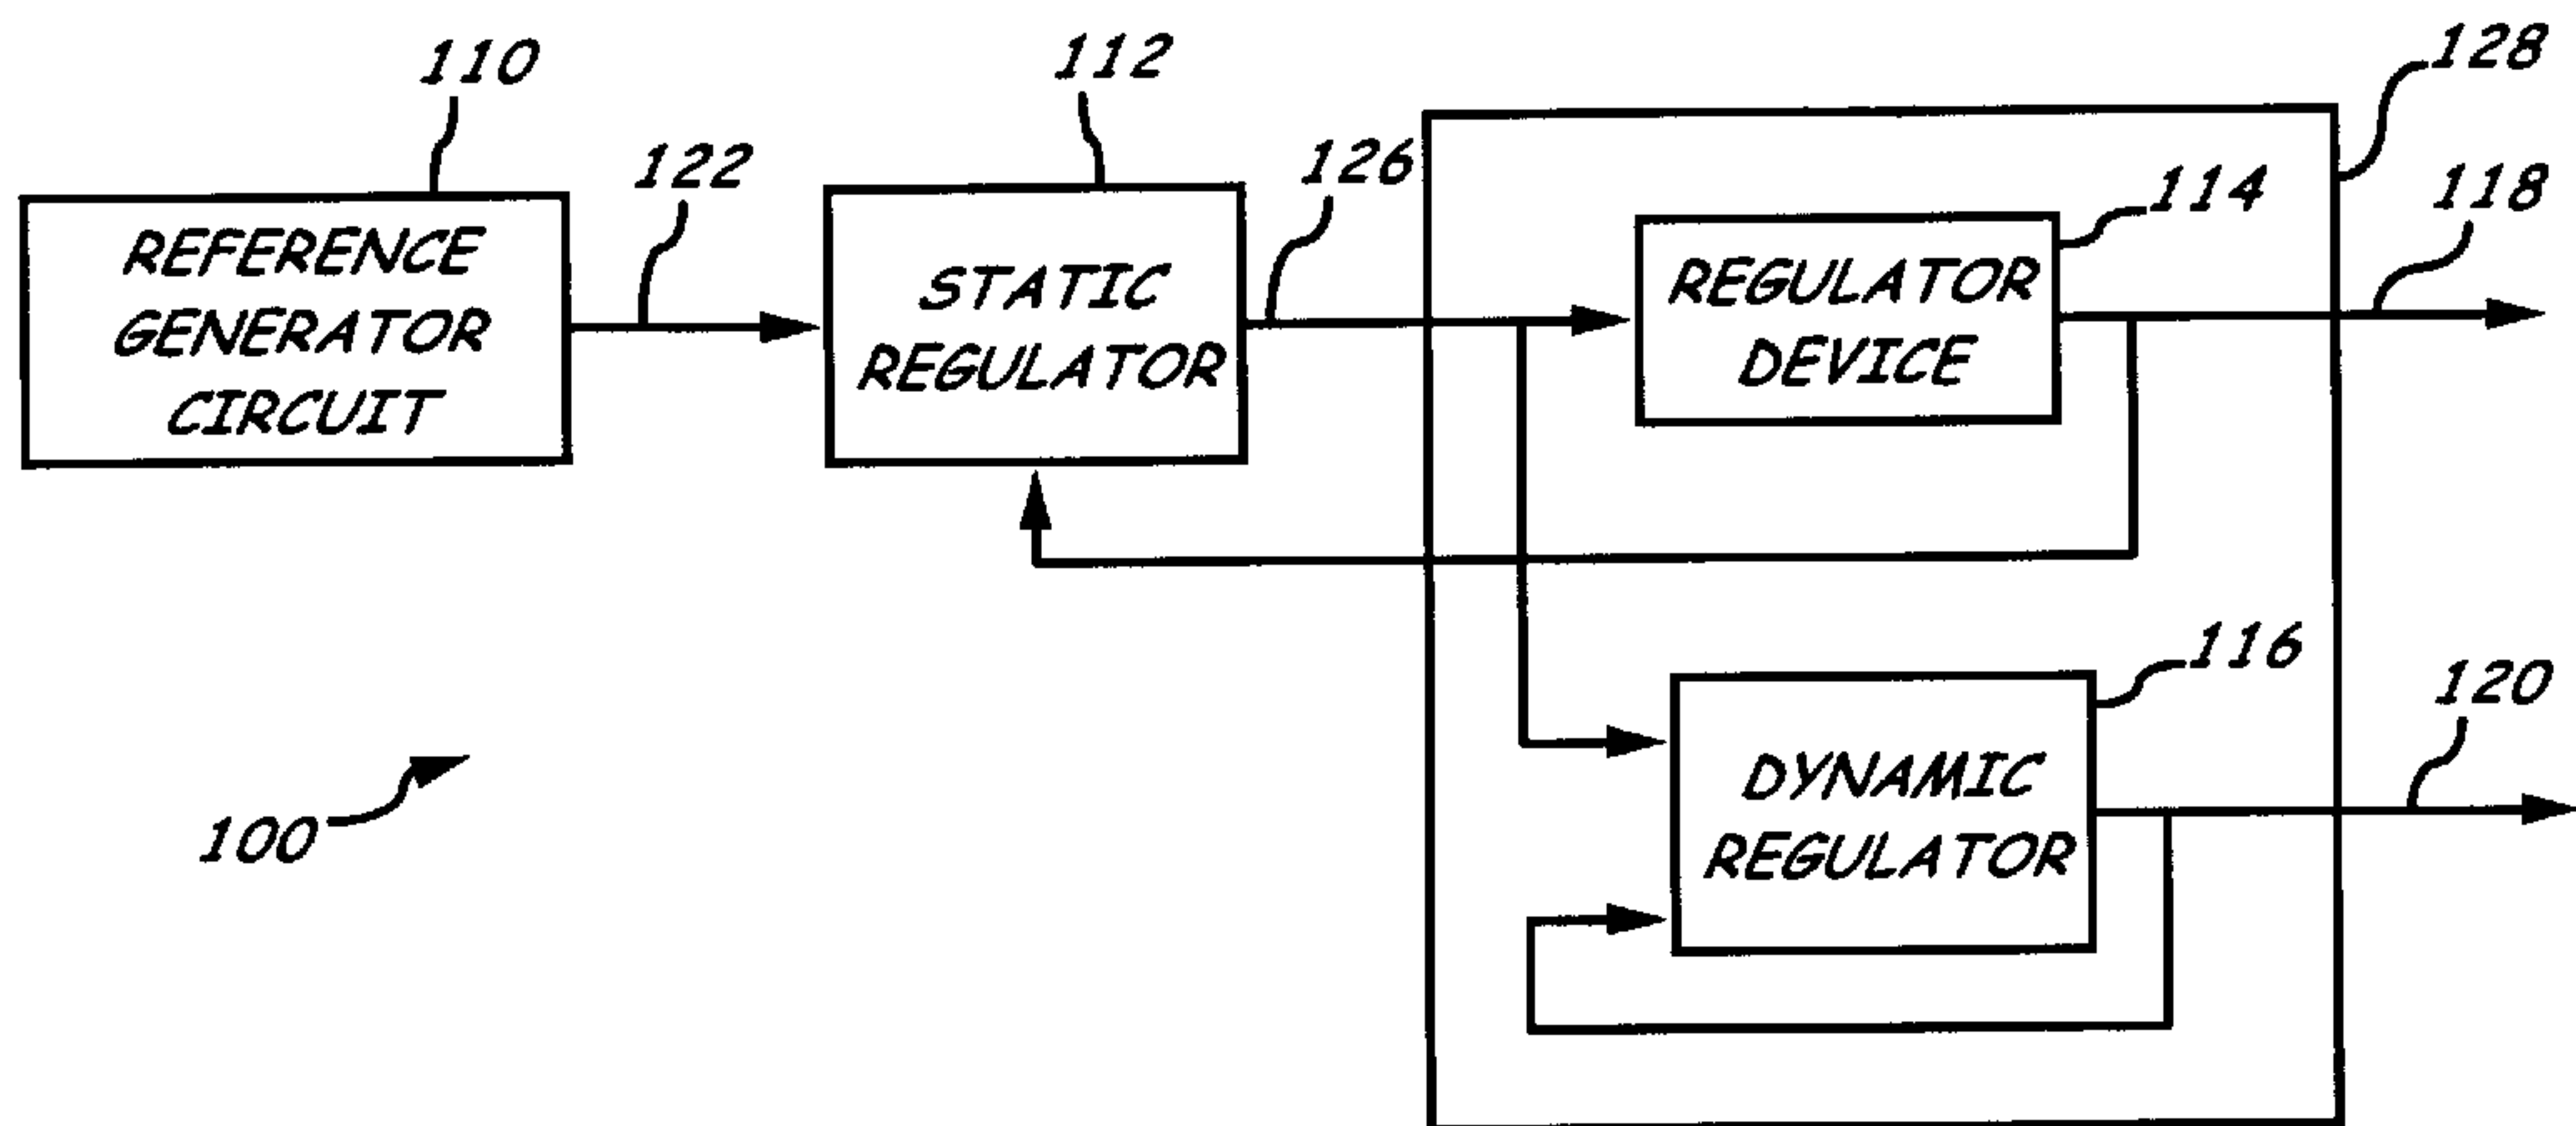 110
112
128
122
126
114
118
REFERENCE
GENERATOR
CIRCUIT
STATIC
REGULATOR
REGULATOR
DEVICE
116
120
DYNAMIC
REGULATOR
100